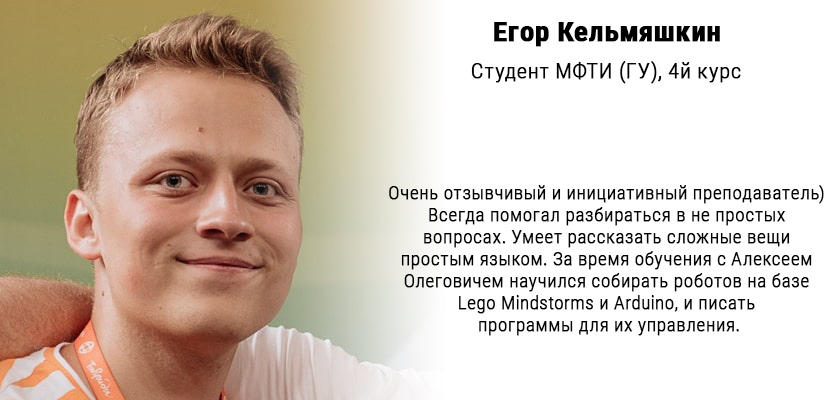 Егор Кельмяшкин
Студент МФТИ (ГУ), 4й курс
Очень отзывчивый и инициативный преподаватель)
Всегда помогал разбираться в не простых
вопросах. Умеет рассказать сложные вещи
простым языком. За время обучения с Алексеем
Олеговичем научился собирать роботов на базе
Lego Mindstorms и Arduino, и писать
программы для их управления.
Таврида